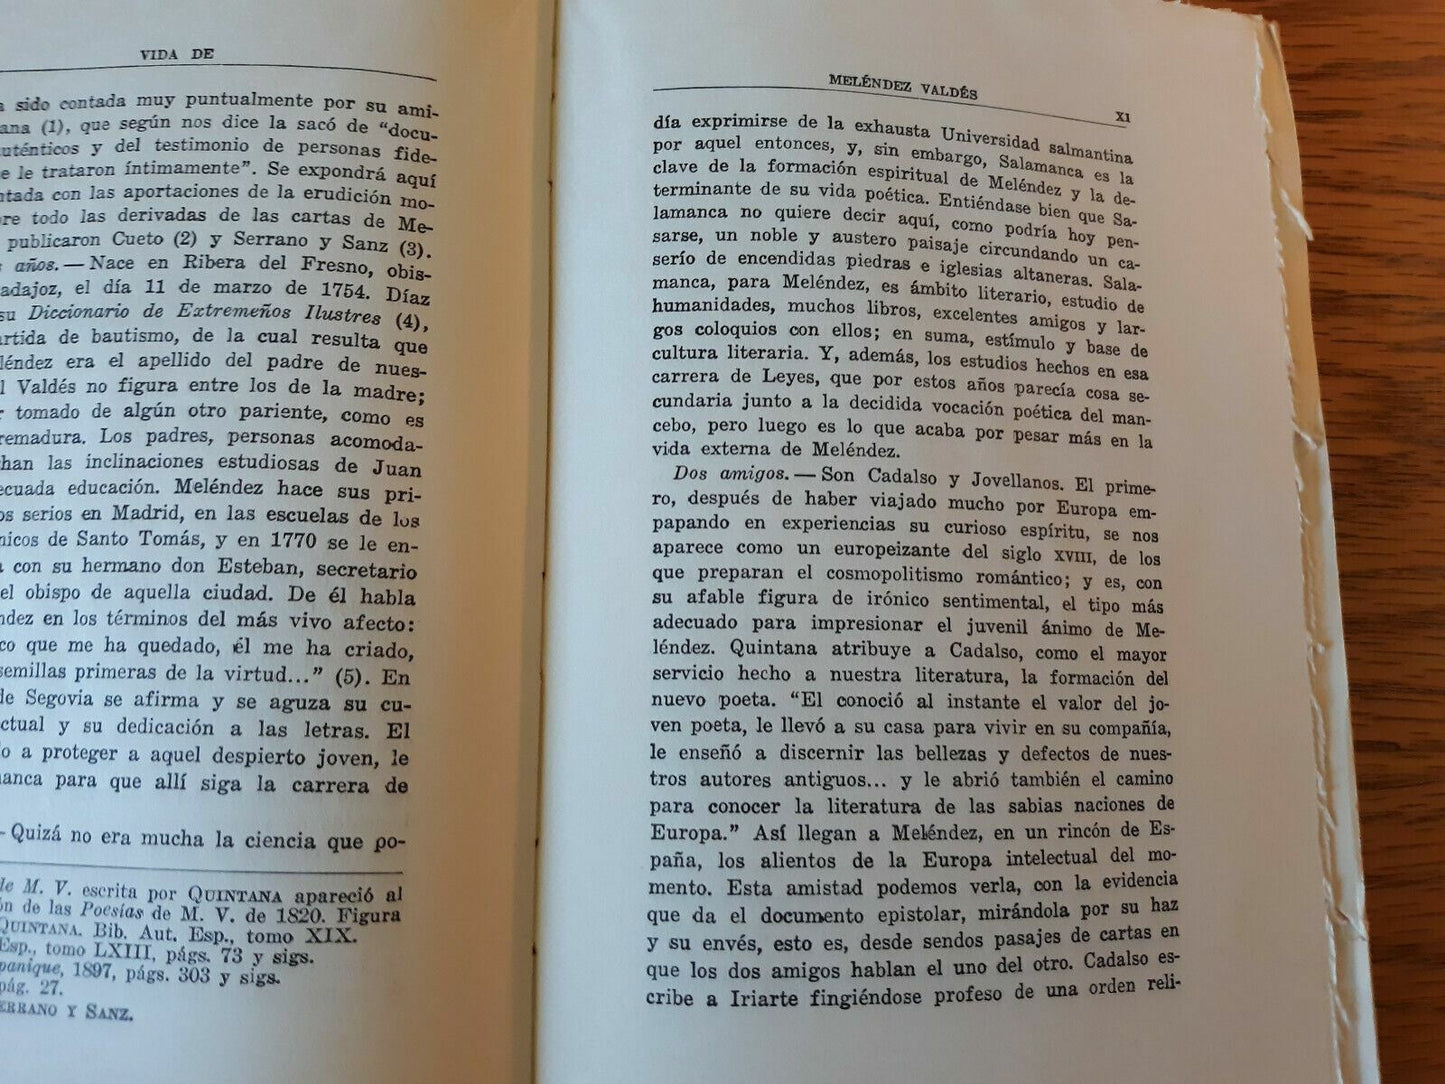 VIDA DE
sido contada muy puntualmente por su ami-
ana (1), que según nos dice la sacó de “docu-
uténticos y del testimonio de personas fide-
e le trataron íntimamente”. Se expondrá aquí
ntada con las aportaciones de la erudición mo-
re todo las derivadas de las cartas de Me-
publicaron Cueto (2) y Serrano y Sanz (3).
años. — Nace en Ribera del Fresno, obis-
adajoz, el día 11 de marzo de 1754. Díaz
su Diccionario de Extremeños Ilustres (4),
artida de bautismo, de la cual resulta que
léndez era el apellido del padre de nues-
l Valdés no figura entre los de la madre;
r tomado de algún otro pariente, como es
remadura. Los padres, personas acomoda-
chan las inclinaciones estudiosas de Juan
ecuada educación. Meléndez hace sus pri-
os serios en Madrid, en las escuelas de los
nicos de Santo Tomás, y en 1770 se le en-
a con su hermano don Esteban, secretario
el obispo de aquella ciudad. De él habla
ndez en los términos del más vivo afecto:
co que me ha quedado, él me ha criado,
semillas primeras de la virtud...” (5). En
de Segovia se afirma y se aguza su cu-
ctual y su dedicación a las letras. El
o a proteger a aquel despierto joven, le
manca para que allí siga la carrera de
— Quizá no era mucha la ciencia que po-
de M. V. escrita por QUINTANA apareció al
ón de las Poesías de M. V. de 1820. Figura
QUINTANA. Bib. Aut. Esp., tomo XIX.
Esp., tomo LXIII, págs. 73 y sigs.
panique, 1897, págs. 303 y sigs.
pág. 27.
ERRANO Y SANZ.
MELÉNDEZ VALDÉS XI
día exprimirse de la exhausta Universidad salmantina
por aquel entonces, y, sin embargo, Salamanca es la
clave de la formación espiritual de Meléndez y la de-
terminante de su vida poética. Entiéndase bien que Sa-
lamanca no quiere decir aquí, como podría hoy pen-
sarse, un noble y austero paisaje circundando un ca-
serío de encendidas piedras e iglesias altaneras. Sala-
manca, para Meléndez, es ámbito literario, estudio de
humanidades, muchos libros, excelentes amigos y lar-
gos coloquios con ellos; en suma, estímulo y base de
cultura literaria. Y, además, los estudios hechos en esa
carrera de Leyes, que por estos años parecía cosa se-
cundaria junto a la decidida vocación poética del man-
cebo, pero luego es lo que acaba por pesar más en la
vida externa de Meléndez.
Dos amigos. — Son Cadalso y Jovellanos. El prime-
ro, después de haber viajado mucho por Europa em-
papando en experiencias su curioso espíritu, se nos
aparece como un europeizante del siglo XVIII, de los
que preparan el cosmopolitismo romántico; y es, con
su afable figura de irónico sentimental, el tipo más
adecuado para impresionar el juvenil ánimo de Me-
léndez. Quintana atribuye a Cadalso, como el mayor
servicio hecho a nuestra literatura, la formación del
nuevo poeta. “El conoció al instante el valor del jo-
ven poeta, le llevó a su casa para vivir en su compañía,
le enseñó a discernir las bellezas y defectos de nues-
tros autores antiguos... y le abrió también el camino
para conocer la literatura de las sabias naciones de
Europa.” Así llegan a Meléndez, en un rincón de Es-
paña, los alientos de la Europa intelectual del mo-
mento. Esta amistad podemos verla, con la evidencia
que da el documento epistolar, mirándola por su haz
y su envés, esto es, desde sendos pasajes de cartas en
que los dos amigos hablan el uno del otro. Cadalso es-
cribe a Iriarte fingiéndose profeso de una orden reli-